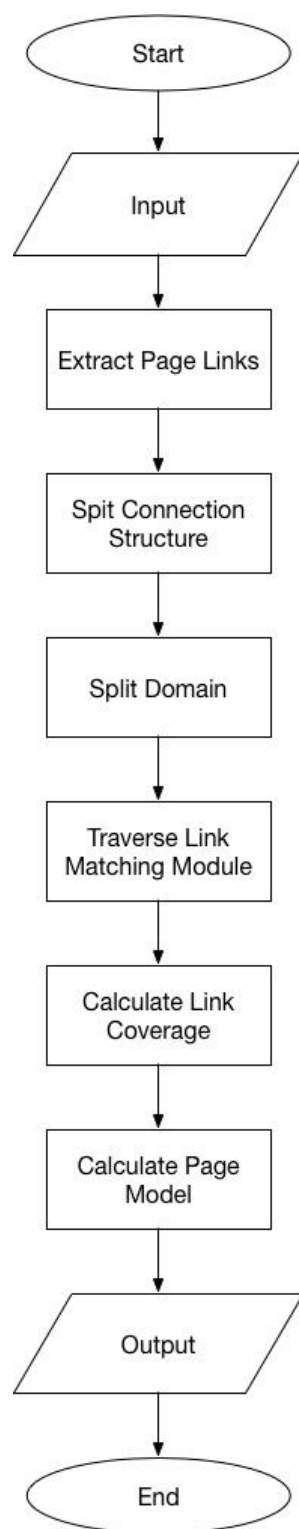 Start
Input
Extract Page Links
Spit Connection
Structure
Split Domain
Traverse Link
Matching Module
Calculate Link
Coverage
Calculate Page
Model
Output
End